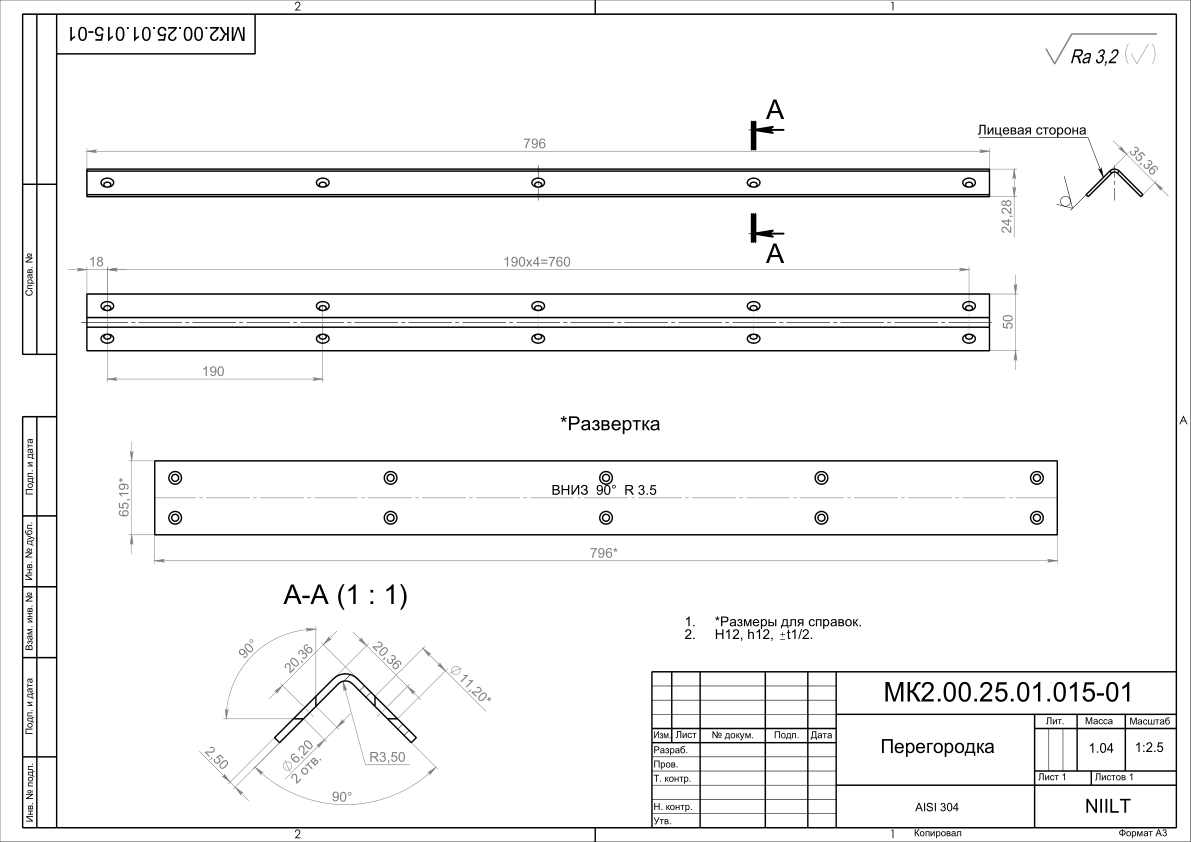 2
1
МК2.00.25.01.015-01
Ra 3,2
А
Лицевая сторона
796
35,36
24,28
А
18
190х4=760
50
190
Справ. №
*Развертка
А
65,19*
ВНИЗ 90° R 3.5
796*
Подп. и дата
Инв. № дубл.
Взам. инв. №
Подп. и дата
Инв. № подл.
А-А (1 : 1)
90°
20,36
20,36
∅11,20*
2,50
∅6,20
2 отв.
R3,50
90°
1. *Размеры для справок.
2. H12, h12, ±t1/2.
МК2.00.25.01.015-01
Изм. Лист № докум. Подп. Дата
Разраб.
Пров.
Т. контр.
Н. контр.
Утв.
Перегородка
Лит. Масса Масштаб
1.04 1:2.5
Лист 1 Листов 1
AISI 304
NIILT
2
1
Копировал Формат А3